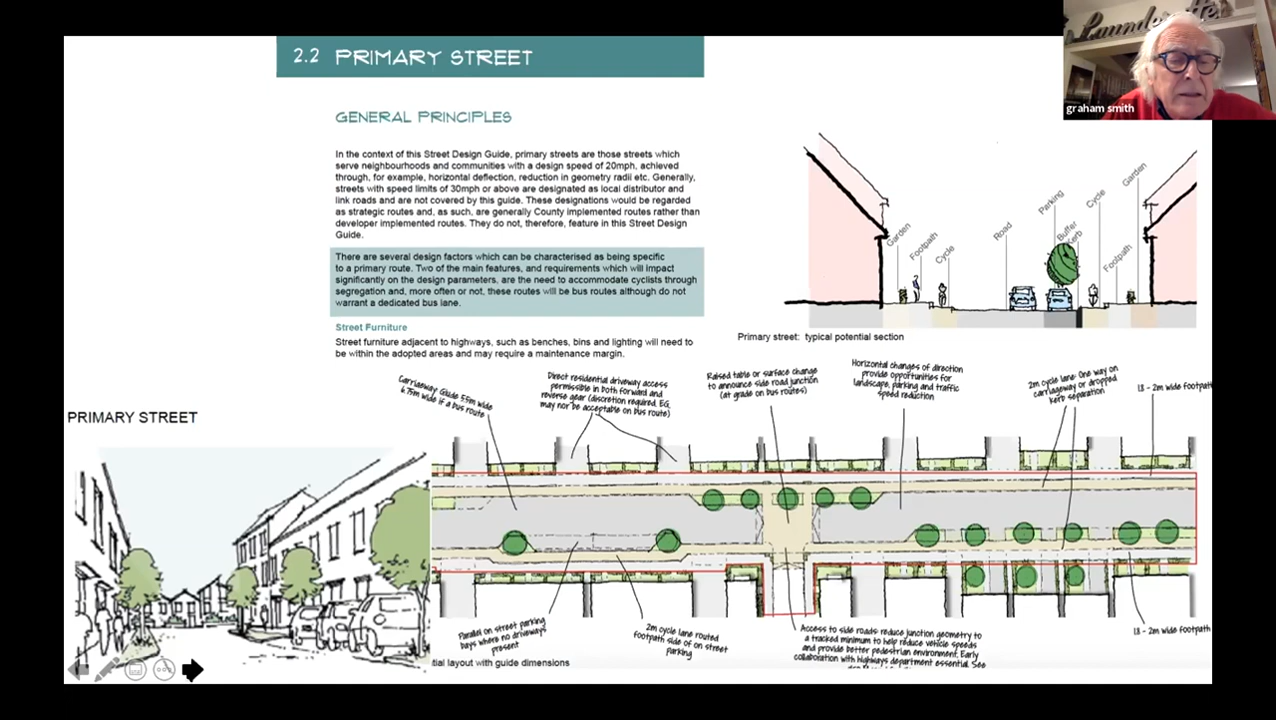 Launderette
graham smith
2.2 PRIMARY STREET
GENERAL PRINCIPLES
In the context of this Street Design Guide, primary streets are those streets which
serve neighbourhoods and communities with a design speed of 20mph, achieved
through, for example, horizontal deflection, reduction in geometry radii etc. Generally,
streets with speed limits of 30mph or above are designated as local distributor and
link roads and are not covered by this guide. These designations would be regarded
as strategic routes and, as such, are generally County implemented routes rather than
developer implemented routes. They do not, therefore, feature in this Street Design
Guide.
There are several design factors which can be characterised as being specific
to a primary route. Two of the main features, and requirements which will impact
significantly on the design parameters, are the need to accommodate cyclists through
segregation and, more often or not, these routes will be bus routes although do not
warrant a dedicated bus lane.
Street Furniture
Street furniture adjacent to highways, such as benches, bins and lighting will need to
be within the adopted areas and may require a maintenance margin.
Garden
Footpath
Cycle
Road
Parking
Buffer
Kerb
Cycle
Footpath
Garden
Primary street: typical potential section
PRIMARY STREET
Carriageway: Guide 5.5m wide
6.75m wide if a bus route
Direct residential driveway access
permissible in both forward and
reverse gear (discretion required. EG.
may not be acceptable on bus route)
Raised table or surface change
to announce side road junction
(at grade on bus routes)
Horizontal changes of direction
provide opportunities for
landscape, parking and traffic
speed reduction
2m cycle lane: One way on
carriageway or dropped
kerb separation
1.8 - 2m wide footpath
Parallel on street parking
bays where no driveways
present
2m cycle lane routed
footpath side of on street
parking
Access to side roads: reduce junction geometry to
a tracked minimum to help reduce vehicle speeds
and provide better pedestrian environment. Early
collaboration with highways department essential. See
1.8 - 2m wide footpath
tial layout with guide dimensions